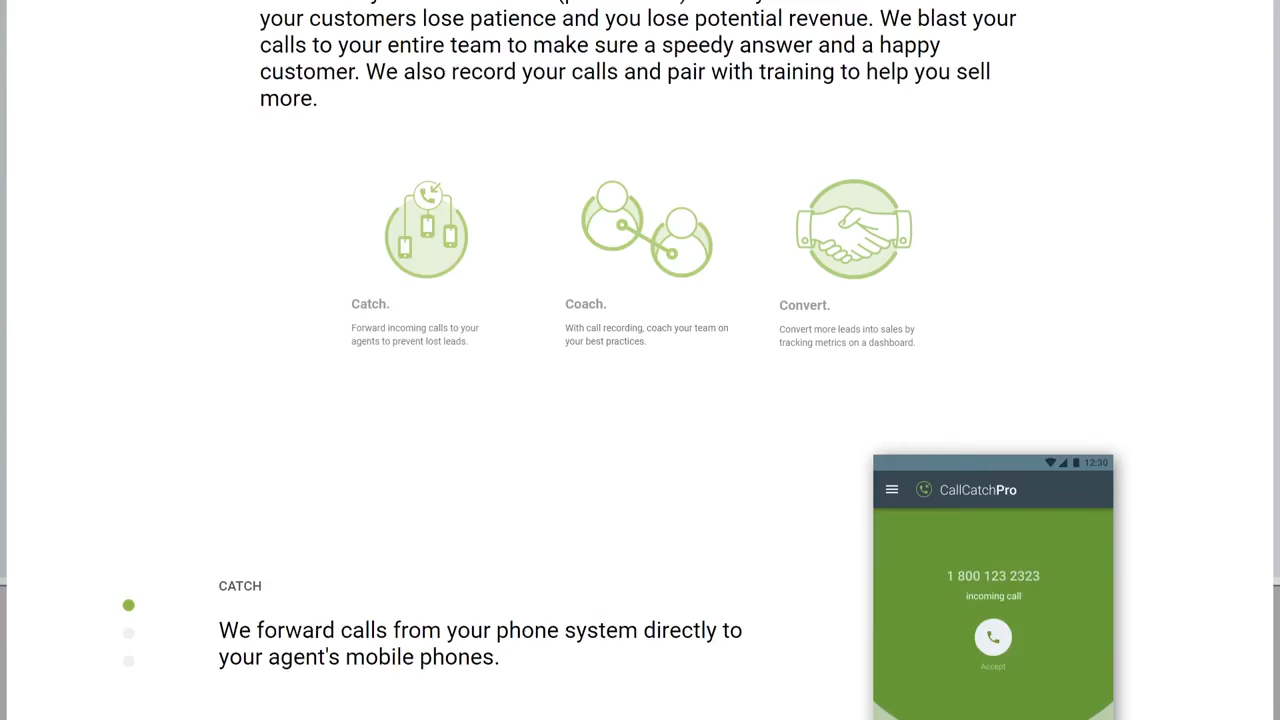 your customers lose patience and you lose potential revenue. We blast your
calls to your entire team to make sure a speedy answer and a happy
customer. We also record your calls and pair with training to help you sell
more.
Catch.
Forward incoming calls to your
agents to prevent lost leads.
Coach.
With call recording, coach your team on
your best practices.
Convert.
Convert more leads into sales by
tracking metrics on a dashboard.
12:30
CallCatchPro
1 800 123 2323
incoming call
Accept
CATCH
We forward calls from your phone system directly to
your agent's mobile phones.